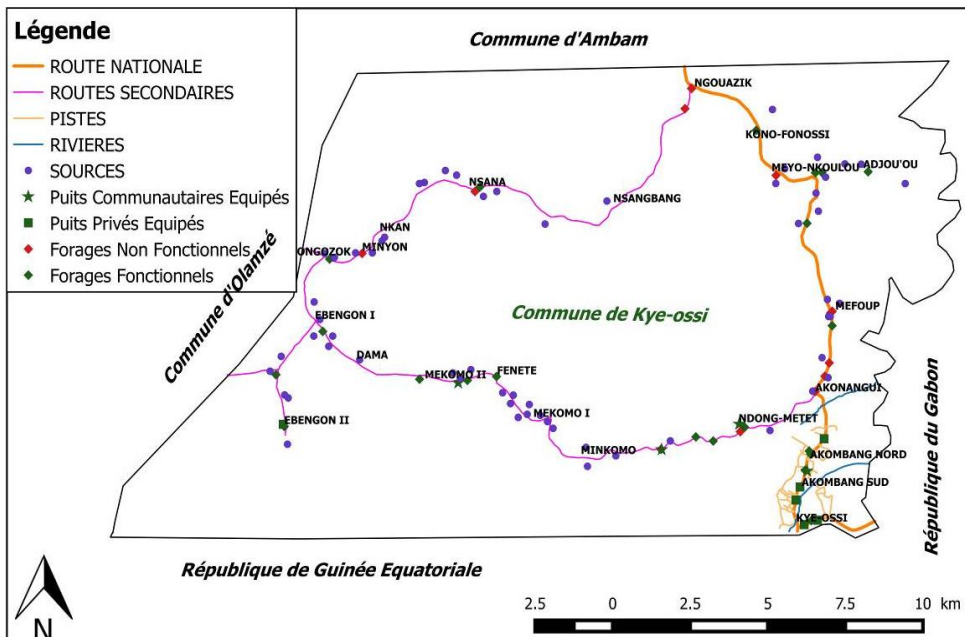 Légende
ROUTE NATIONALE
ROUTES SECONDAIRES
PISTES
RIVIERES
SOURCES
Puits Communautaires Equipés
Puits Privés Equipés
Forages Non Fonctionnels
Forages Fonctionnels
Commune d'Ambam
NGOUAZIK
KONO-FONOSSI
MEYO-NKOULOU
ADJOU'OU
NSANA
NSANGBANG
NKAN
MINYON
ONGOZOK
Commune d'Olamzé
EBENGON I
Commune de Kye-ossi
MEFOUP
DAMA
MEKOMO II
FENETE
AKONANGUI
République du Gabon
EBENGON II
MEKOMO I
NDONG-METET
MINKOMO
AKOMBANG NORD
AKOMBANG SUD
KYE-OSSI
République de Guinée Equatoriale
N
2.5 0 2.5 5 7.5 10 km